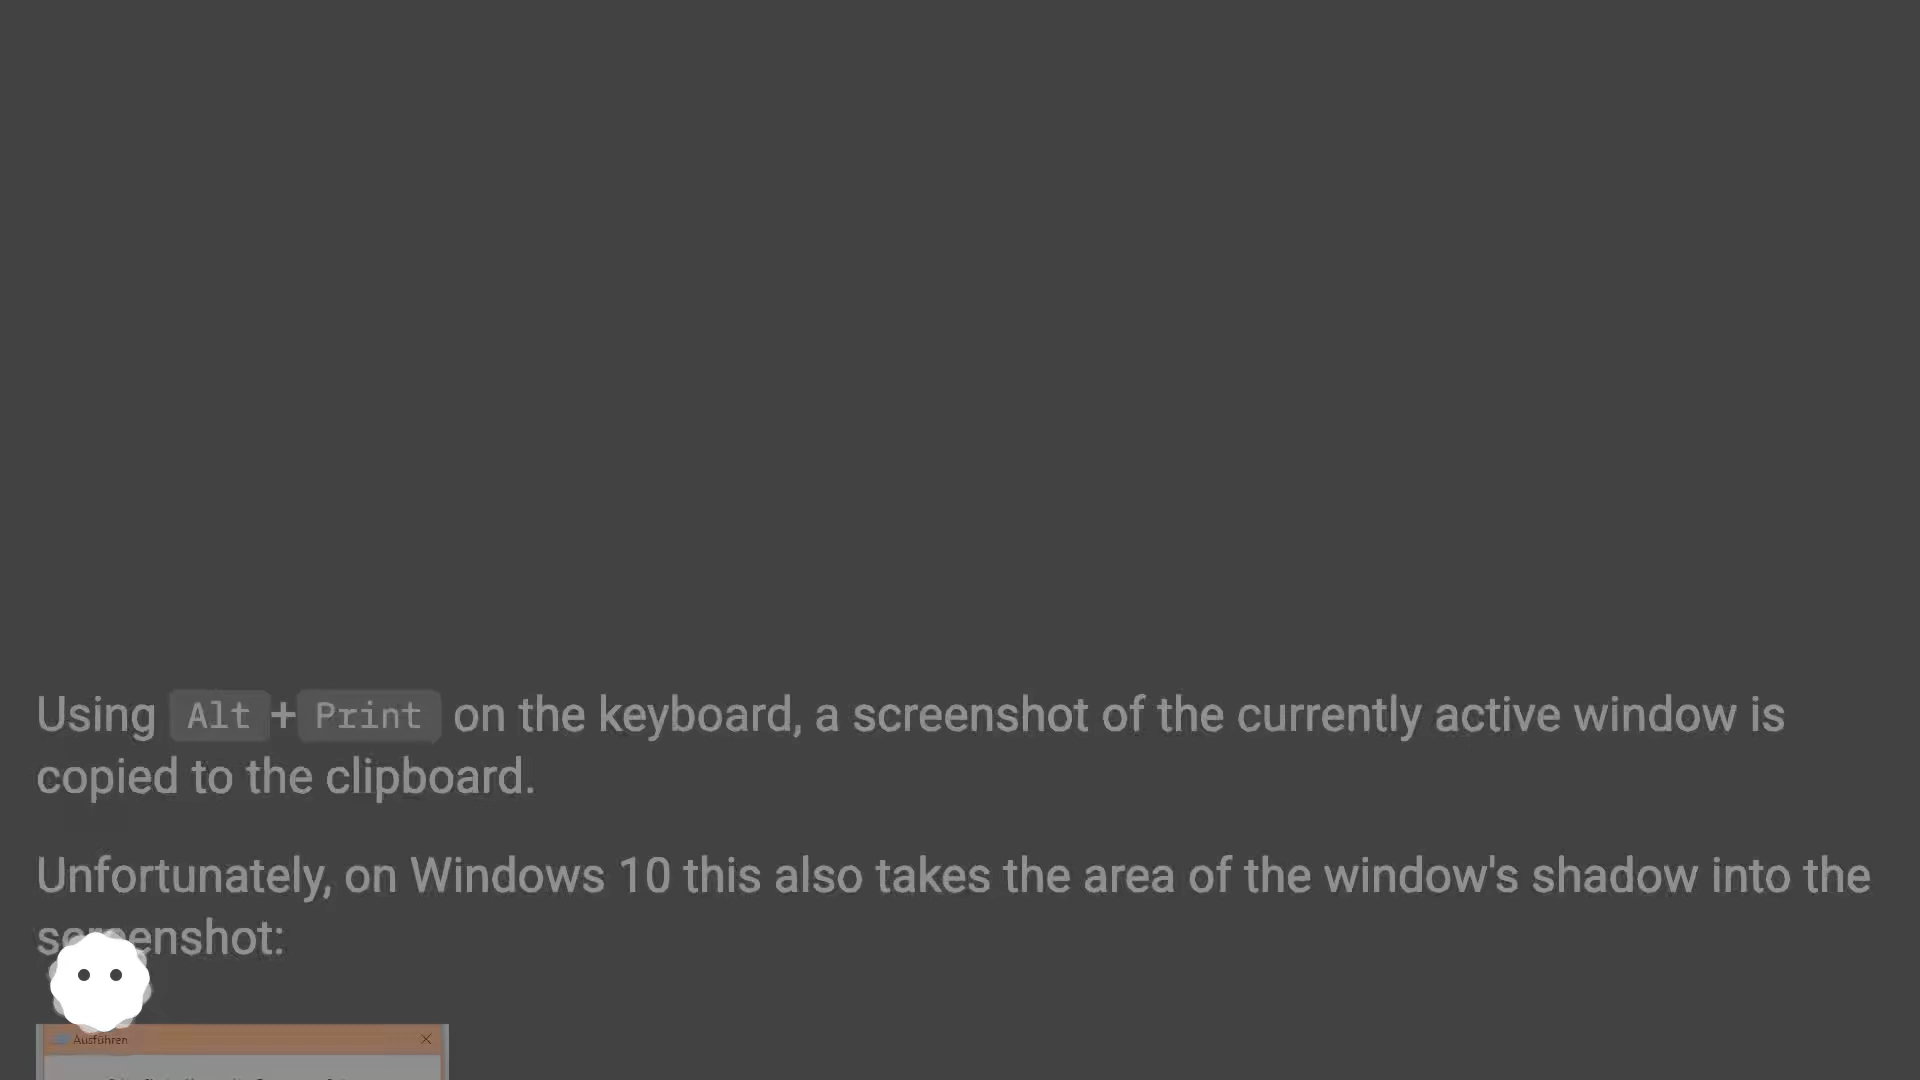 Using Alt+Print on the keyboard, a screenshot of the currently active window is
copied to the clipboard.
Unfortunately, on Windows 10 this also takes the area of the window's shadow into the
screenshot:
Ausführen